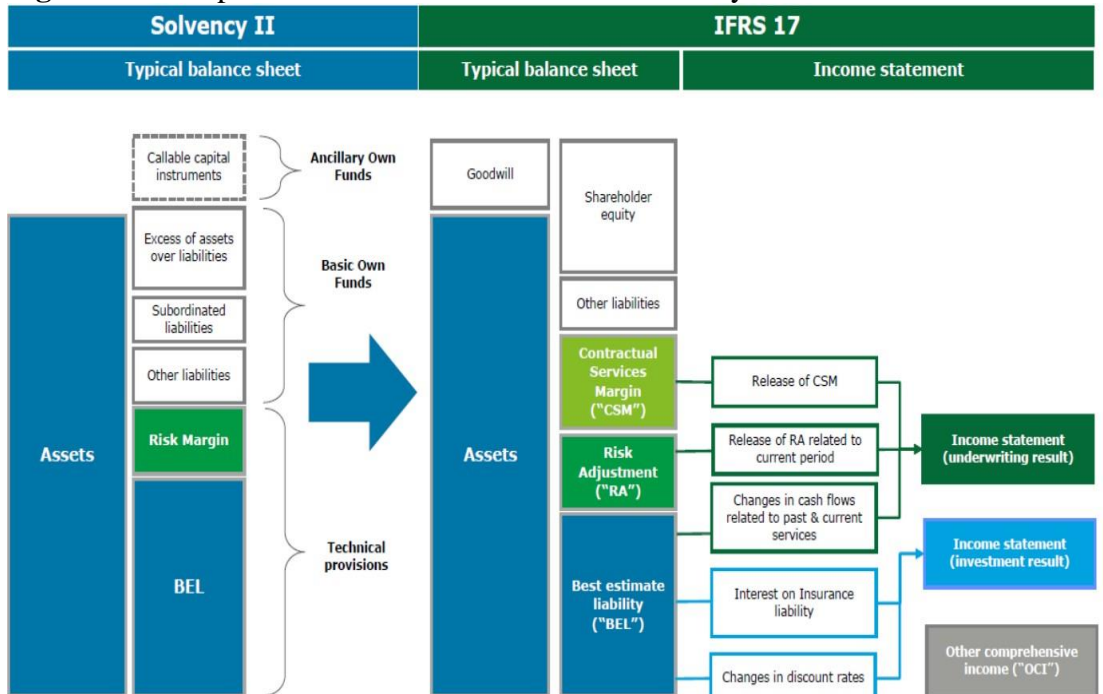 Solvency II
IFRS 17
Typical balance sheet
Typical balance sheet
Income statement
Callable capital
instruments
Ancillary Own
Funds
Excess of assets
over liabilities
Basic Own
Funds
Subordinated
liabilities
Other liabilities
Risk Margin
Assets
BEL
Technical
provisions
Goodwill
Shareholder
equity
Other liabilities
Contractual
Services
Margin
("CSM")
Assets
Risk
Adjustment
("RA")
Best estimate
liability
("BEL")
Release of CSM
Release of RA related to
current period
Changes in cash flows
related to past & current
services
Interest on Insurance
liability
Changes in discount rates
Income statement
(underwriting result)
Income statement
(investment result)
Other comprehensive
income ("OCI")